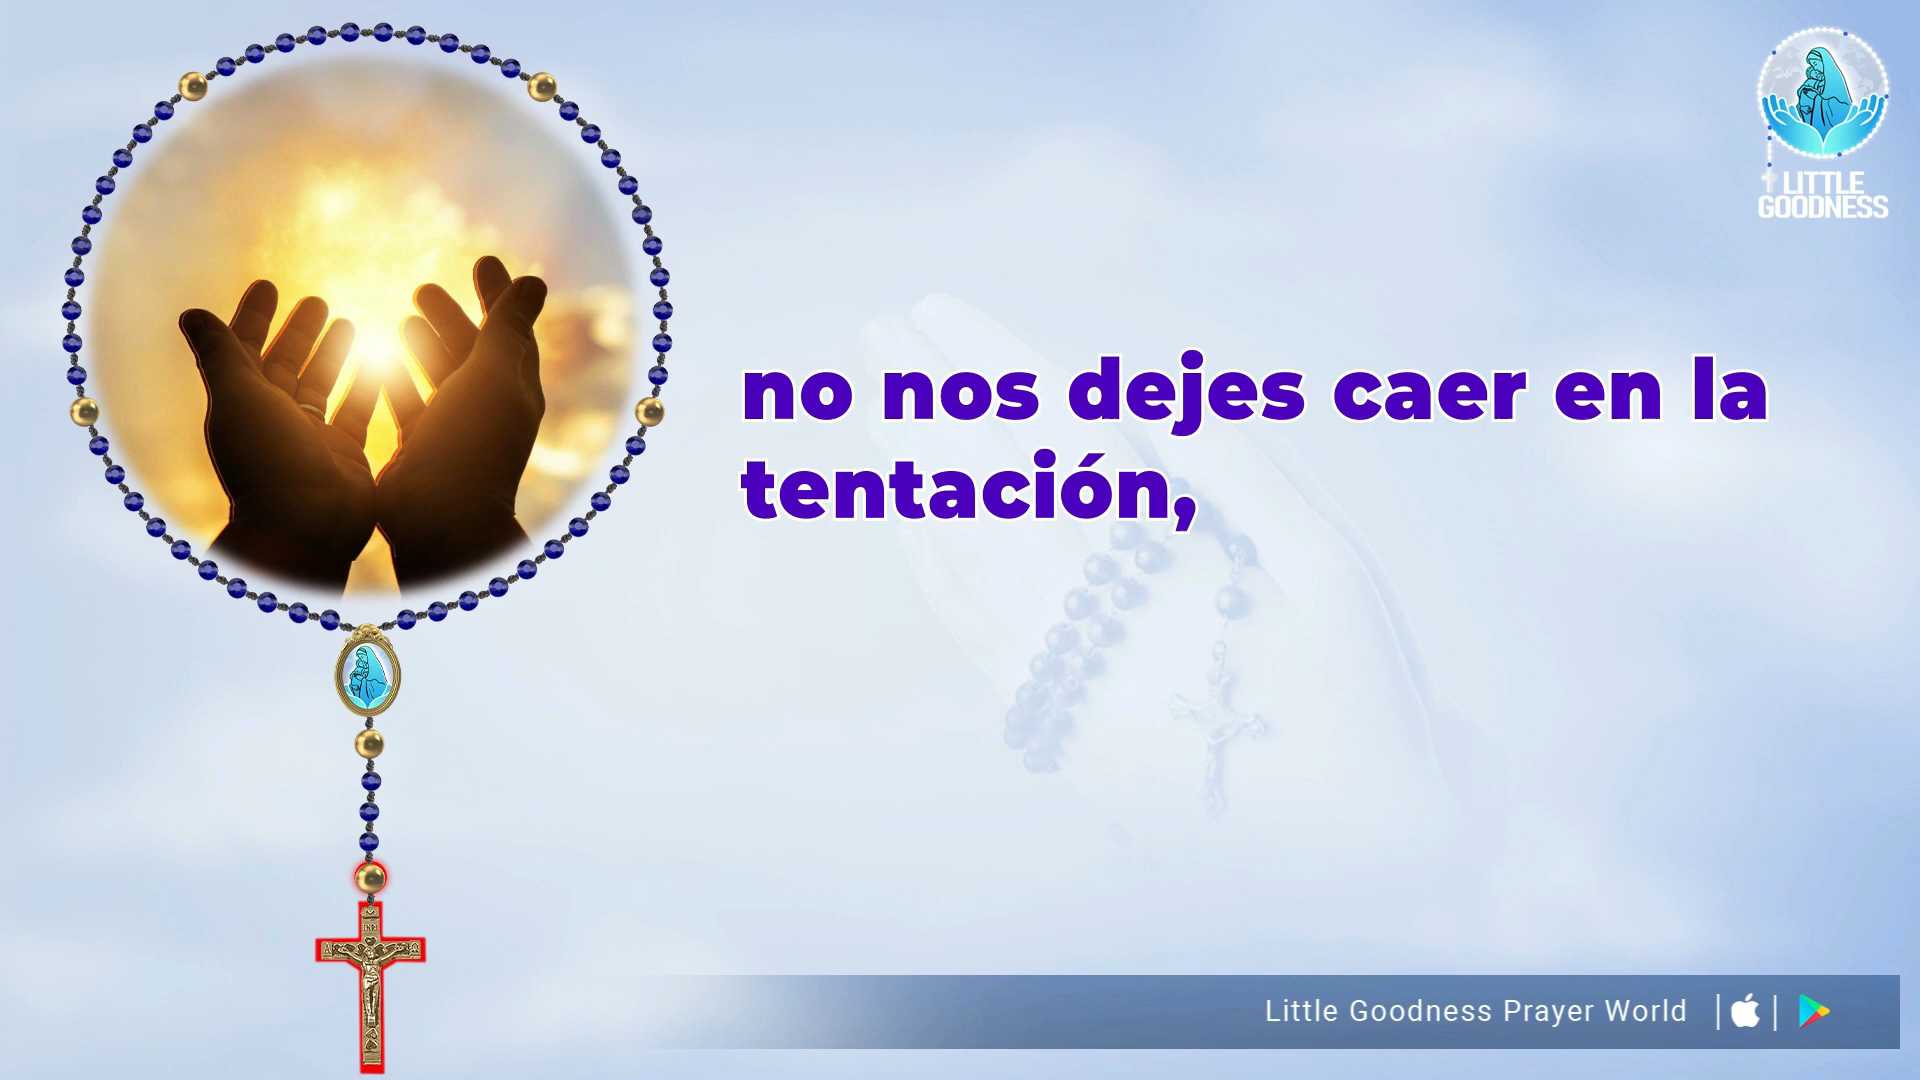 LITTLE
GOODNESS
no nos dejes caer en la
tentación,
INRI
A Ω
Little Goodness Prayer World